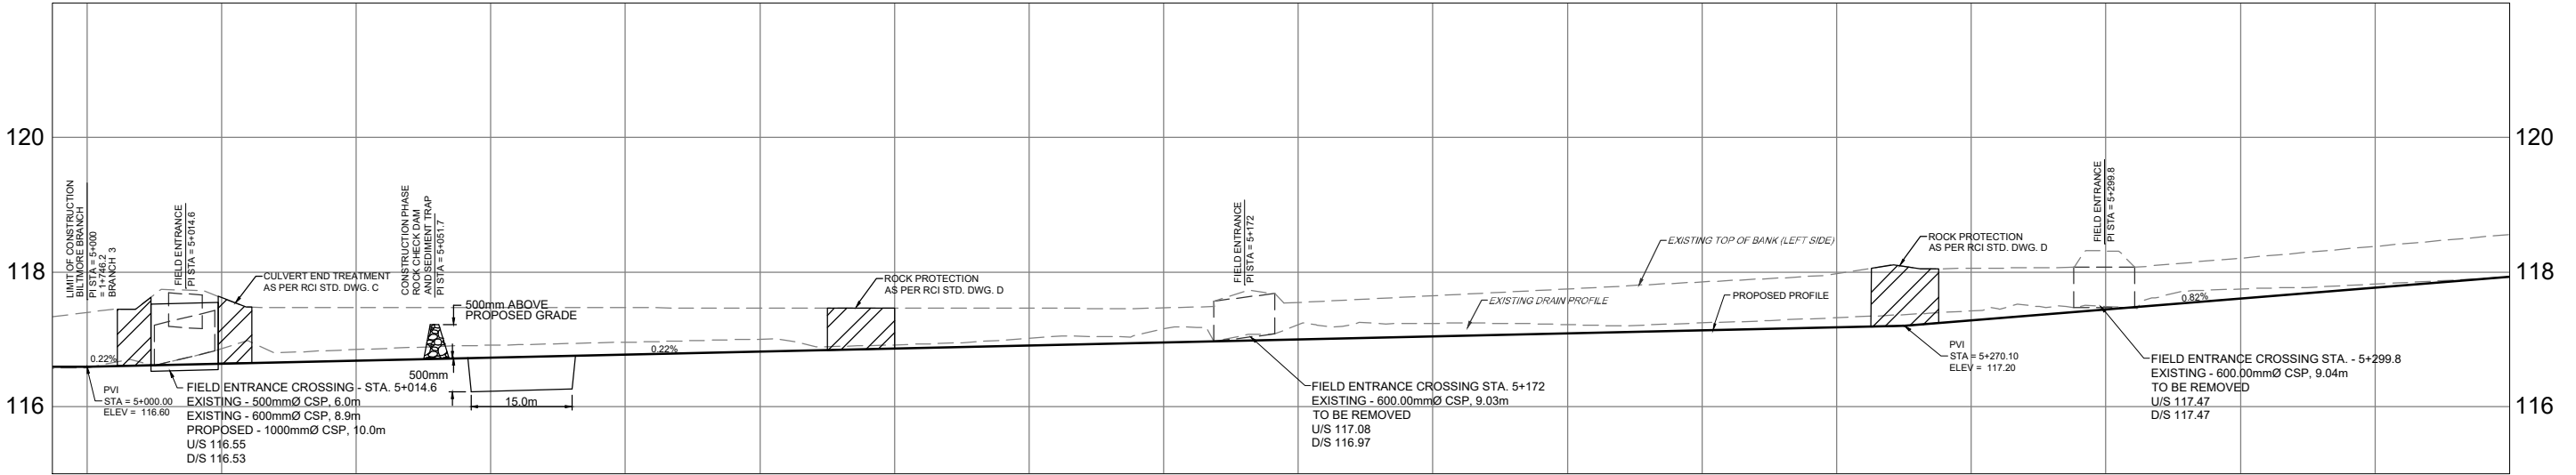 120
118
116
120
118
116
LIMIT OF CONSTRUCTION
BILTMORE BRANCH
PI STA = 5+000
= 1+746.2
BRANCH 3
FIELD ENTRANCE
PI STA = 5+014.6
CULVERT END TREATMENT
AS PER RCI STD. DWG. C
CONSTRUCTION PHASE
ROCK CHECK DAM
AND SEDIMENT TRAP
PI STA = 5+051.7
500mm ABOVE
PROPOSED GRADE
500mm
15.0m
0.22%
0.22%
PVI
STA = 5+000.00
ELEV = 116.60
FIELD ENTRANCE CROSSING - STA. 5+014.6
EXISTING - 500mmØ CSP, 6.0m
EXISTING - 600mmØ CSP, 8.9m
PROPOSED - 1000mmØ CSP, 10.0m
U/S 116.55
D/S 116.53
ROCK PROTECTION
AS PER RCI STD. DWG. D
FIELD ENTRANCE
PI STA = 5+172
FIELD ENTRANCE CROSSING STA. 5+172
EXISTING - 600.00mmØ CSP, 9.03m
TO BE REMOVED
U/S 117.08
D/S 116.97
EXISTING DRAIN PROFILE
EXISTING TOP OF BANK (LEFT SIDE)
PROPOSED PROFILE
ROCK PROTECTION
AS PER RCI STD. DWG. D
PVI
STA = 5+270.10
ELEV = 117.20
FIELD ENTRANCE
PI STA = 5+299.8
0.82%
FIELD ENTRANCE CROSSING STA. - 5+299.8
EXISTING - 600.00mmØ CSP, 9.04m
TO BE REMOVED
U/S 117.47
D/S 117.47